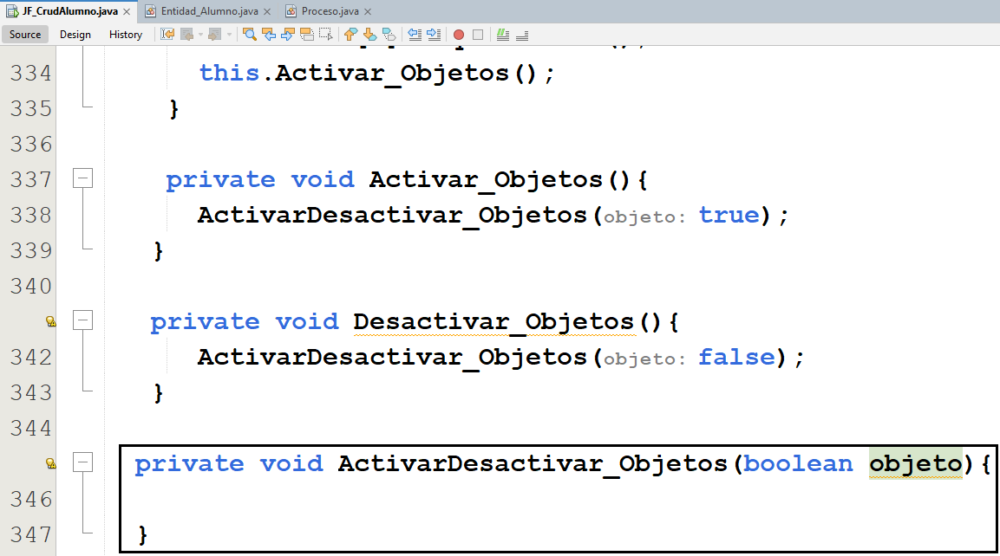 JF_CrudAlumno.java × Entidad_Alumno.java × Proceso.java ×
Source Design History
334 this.Activar_Objetos();
335 }
336
337 private void Activar_Objetos(){
338 ActivarDesactivar_Objetos(objeto: true);
339 }
340
private void Desactivar_Objetos(){
342 ActivarDesactivar_Objetos(objeto: false);
343 }
344
private void ActivarDesactivar_Objetos(boolean objeto){
346
347 }